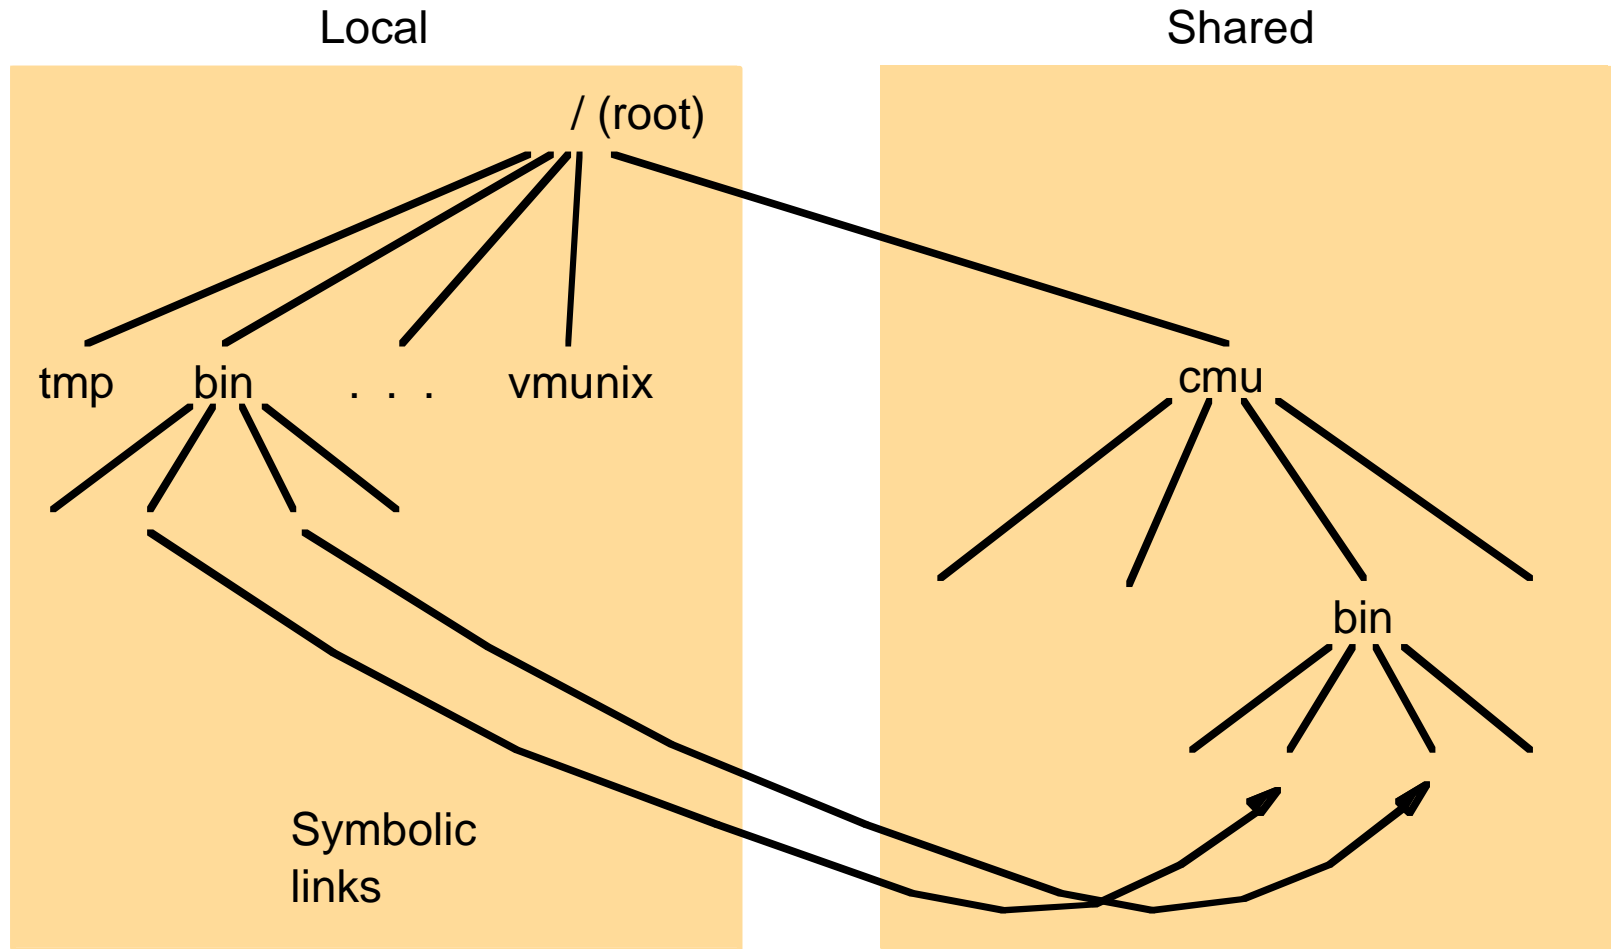 Local
Shared
/ (root)
tmp
bin
. . .
vmunix
cmu
bin
Symbolic
links